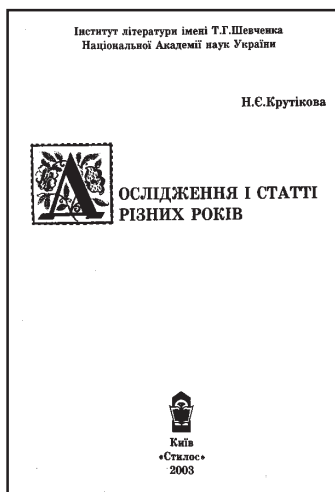 Інститут літератури імені Т.Г.Шевченка
Національної Академії наук України
Н.Є.Крутікова
ДОСЛІДЖЕННЯ І СТАТТІ
РІЗНИХ РОКІВ
Київ
«Стилос»
2003